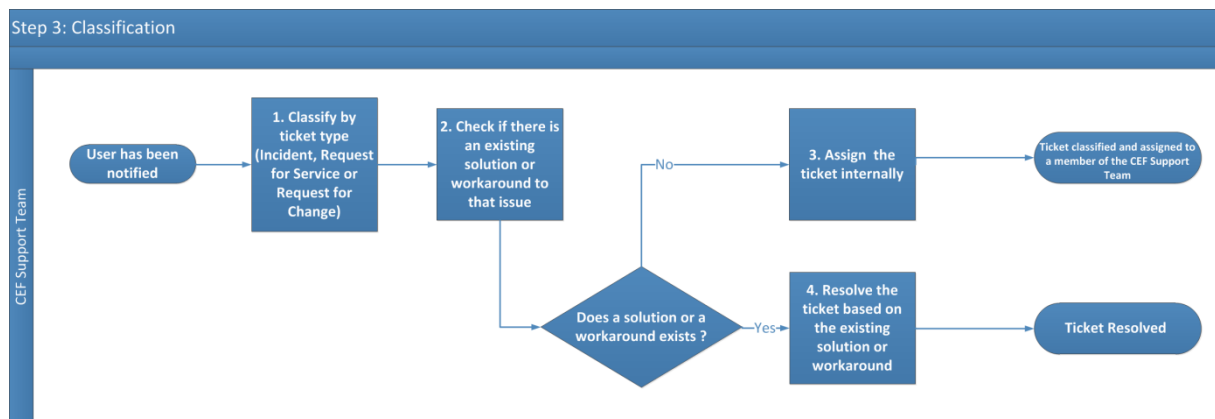 Step 3: Classification
CEF Support Team
User has been
notified
1. Classify by
ticket type
(Incident, Request
for Service or
Request for
Change)
2. Check if there is
an existing
solution or
workaround to
that issue
No
3. Assign the
ticket internally
Ticket classified and assigned to
a member of the CEF Support
Team
Does a solution or a
workaround exists ?
Yes
4. Resolve the
ticket based on
the existing
solution or
workaround
Ticket Resolved